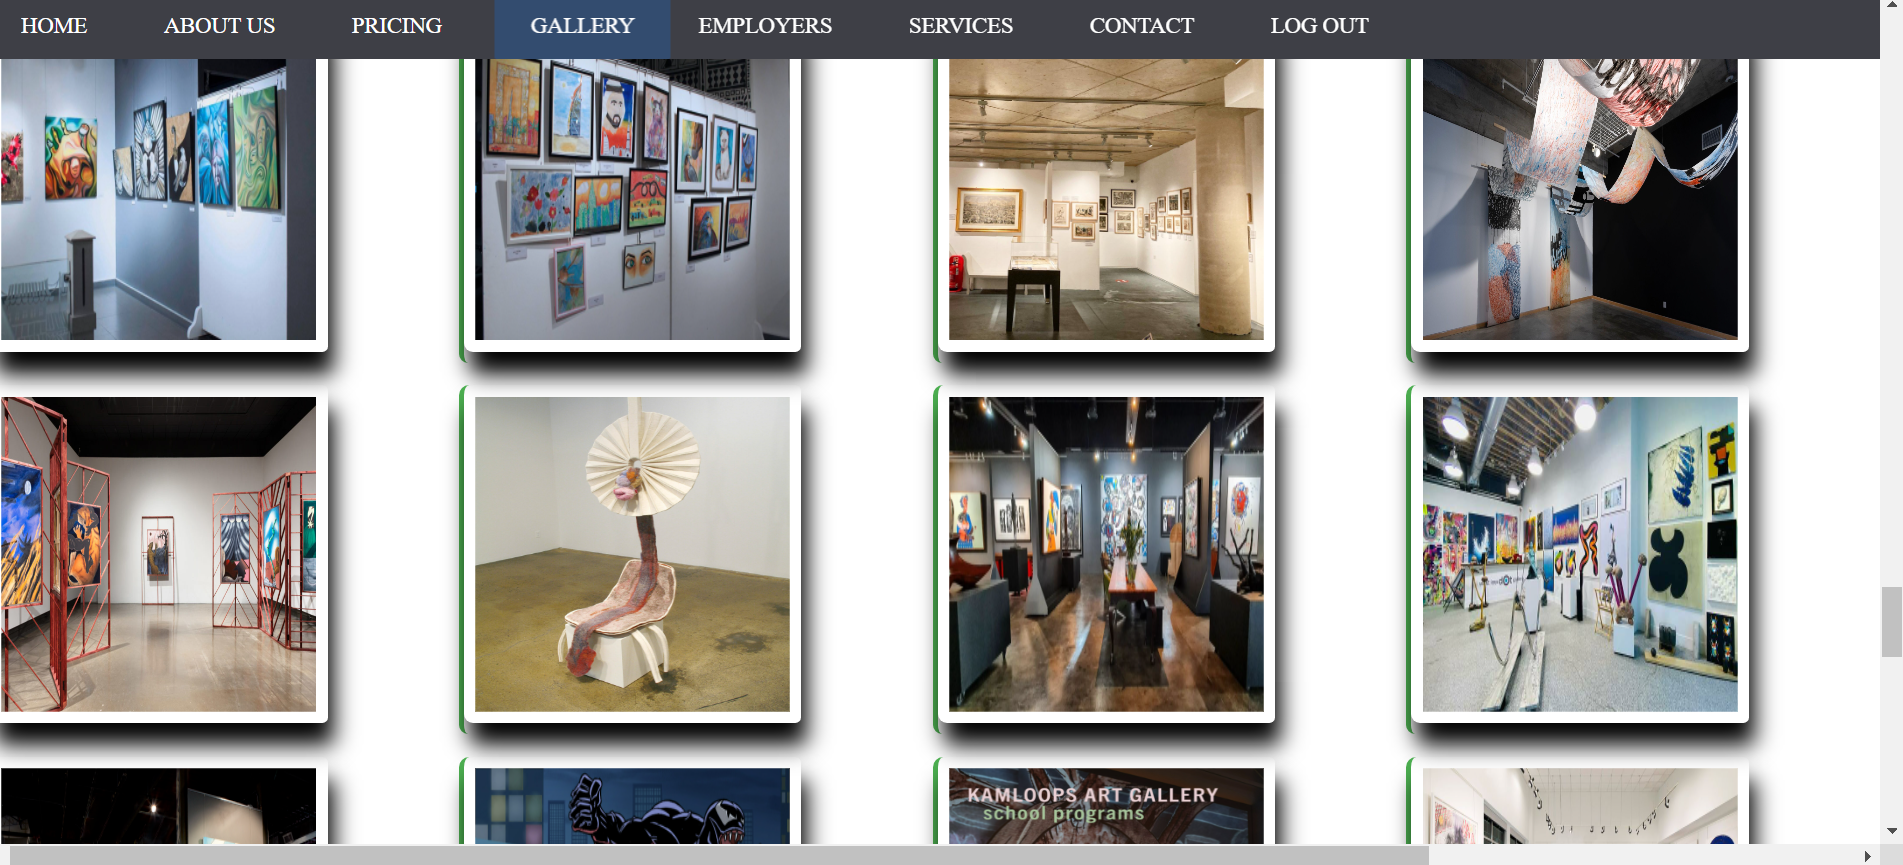 HOME ABOUT US PRICING GALLERY EMPLOYERS SERVICES CONTACT LOG OUT
KAMLOOPS ART GALLERY
school programs